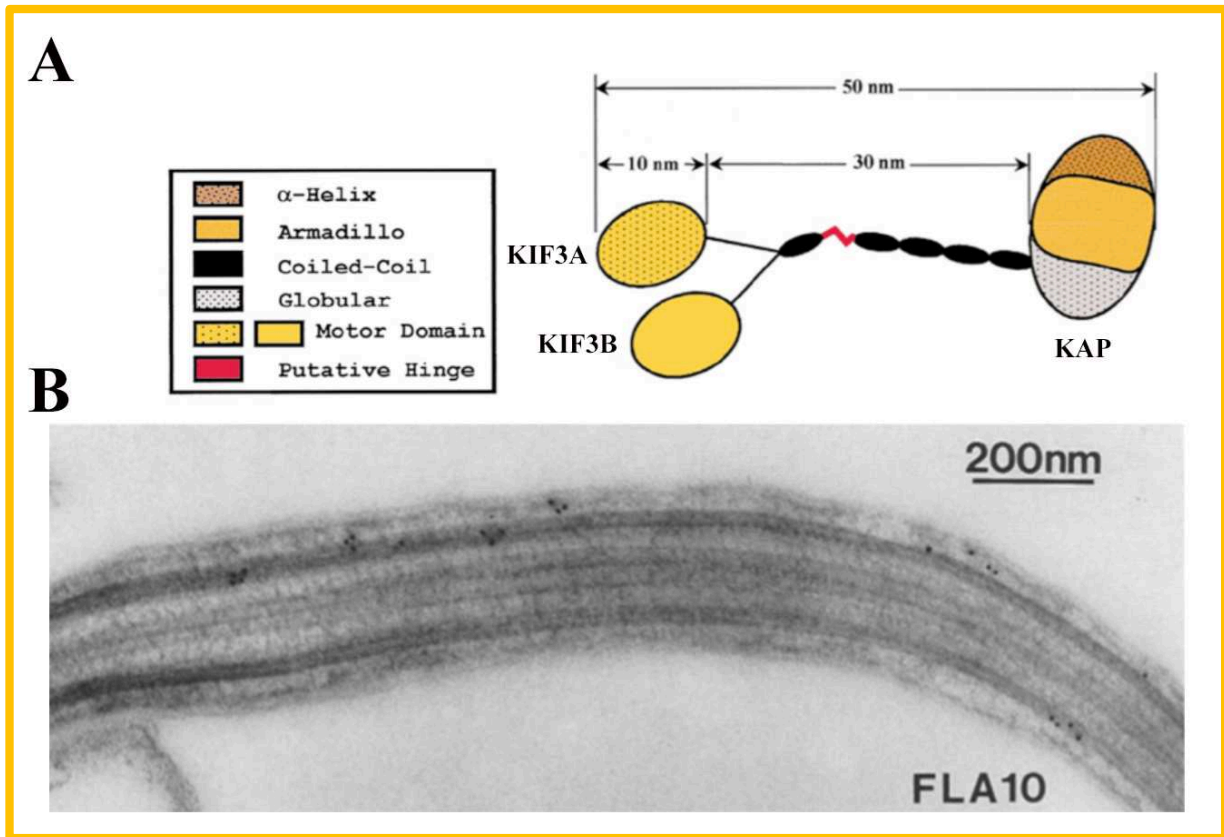 A
50 nm
10 nm
30 nm
α-Helix
Armadillo
Coiled-Coil
Globular
Motor Domain
Putative Hinge
KIF3A
KIF3B
KAP
B
200nm
FLA10